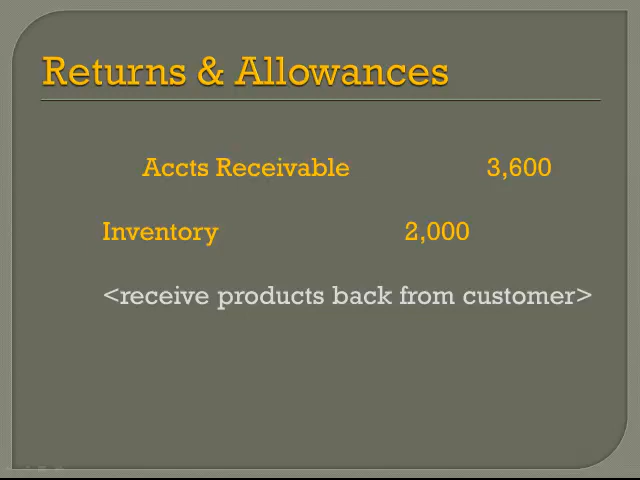 Returns & Allowances
Accts Receivable 3,600
Inventory 2,000
<receive products back from customer>